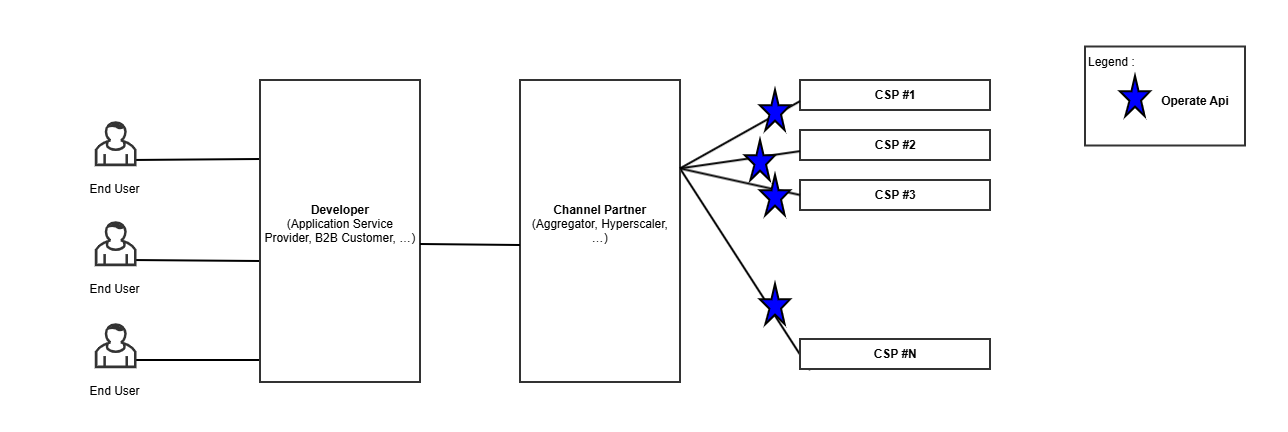 End User
End User
End User
Developer
(Application Service
Provider, B2B Customer, ...)
Channel Partner
(Aggregator, Hyperscaler,
...)
CSP #1
CSP #2
CSP #3
CSP #N
Legend :
Operate Api